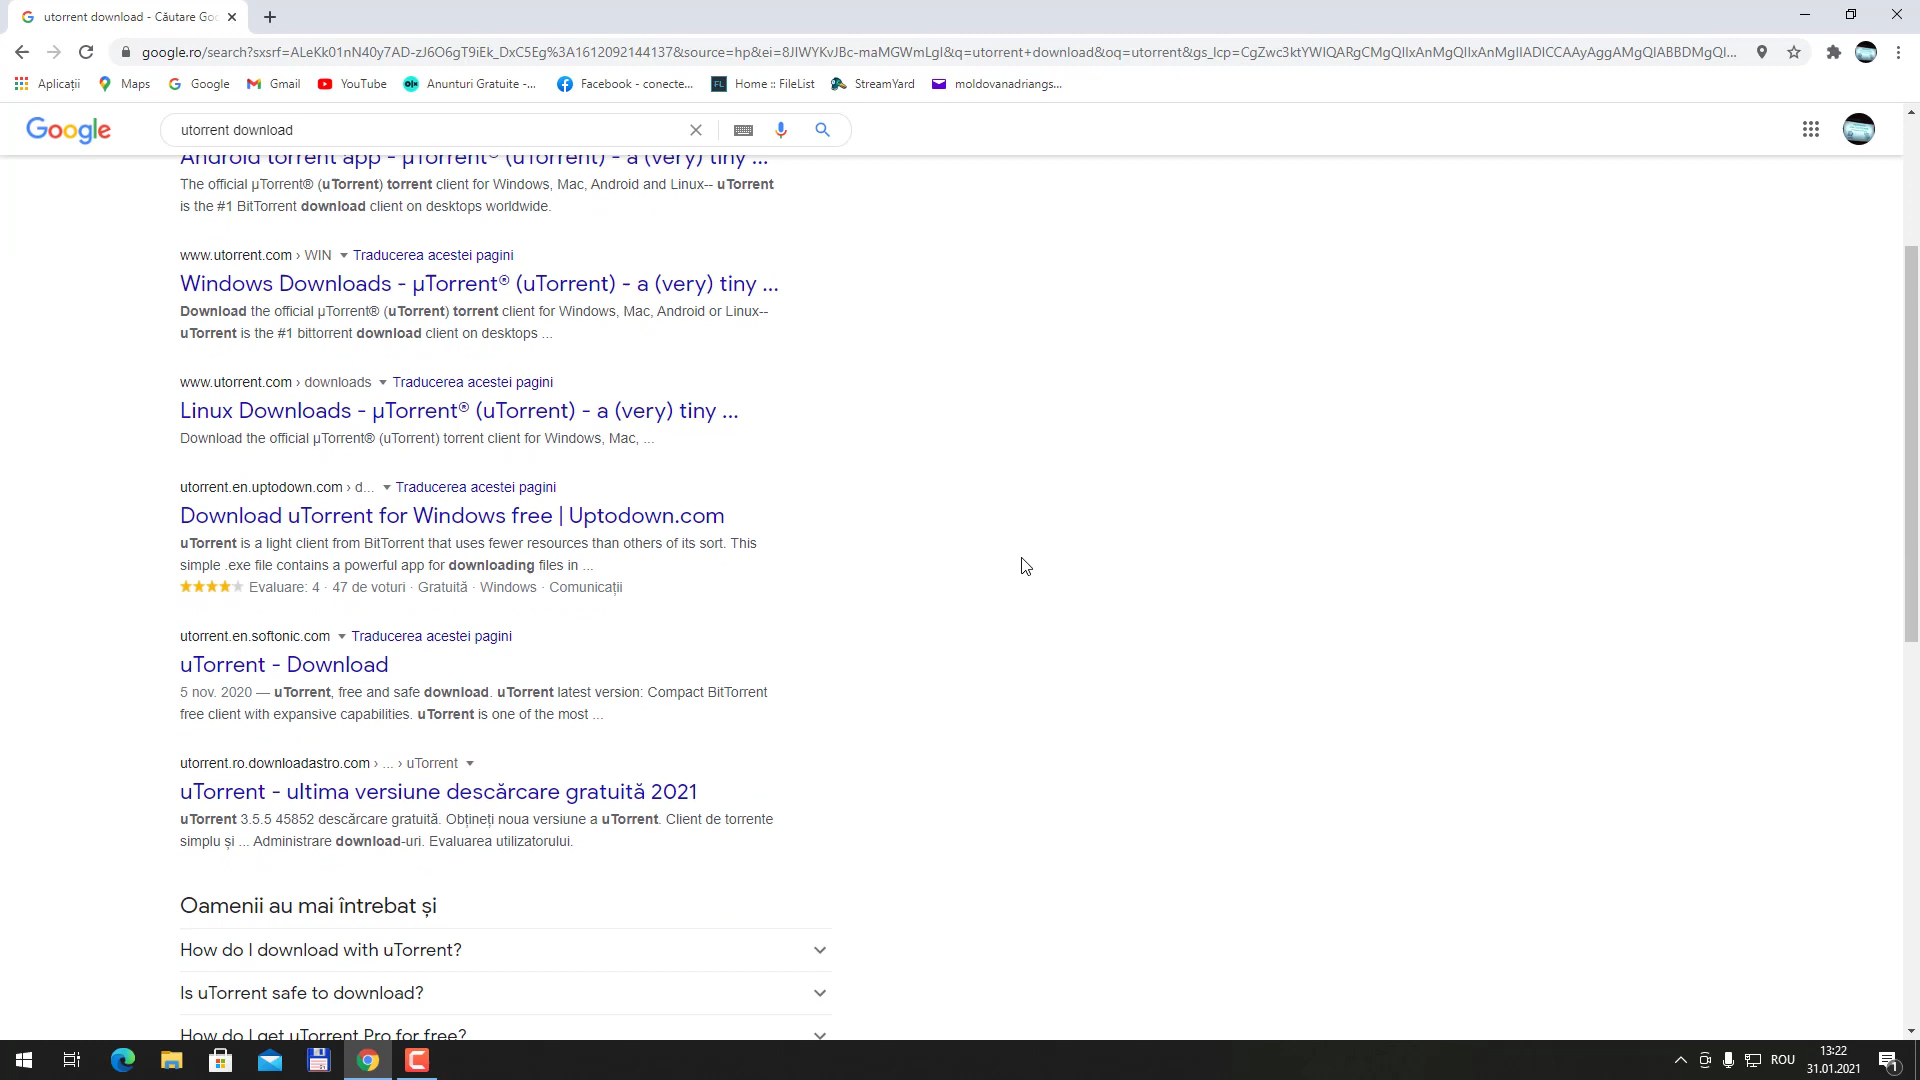 utorrent download - Căutare Goo
google.ro/search?sxsrf=ALeKk01nN40y7AD-zJ6O6gT9iEk_DxC5Eg%3A1612092144137&source=hp&ei=8JIWYKvJBc-maMGWmLgI&q=utorrent+download&oq=utorrent&gs_lcp=CgZwc3ktYWIQARgCMgQIIxAnMgQIIxAnMgIIADICCAAyAggAMgQIABBDMgQI...
Aplicații Maps Google Gmail YouTube Anunturi Gratuite -... Facebook - conecte... Home :: FileList StreamYard moldovanadriangs...
Google utorrent download
Android torrent app - µTorrent® (uTorrent) - a (very) tiny ...
The official µTorrent® (uTorrent) torrent client for Windows, Mac, Android and Linux-- uTorrent
is the #1 BitTorrent download client on desktops worldwide.
www.utorrent.com › WIN Traducerea acestei pagini
Windows Downloads - µTorrent® (uTorrent) - a (very) tiny ...
Download the official µTorrent® (uTorrent) torrent client for Windows, Mac, Android or Linux--
uTorrent is the #1 bittorrent download client on desktops ...
www.utorrent.com › downloads Traducerea acestei pagini
Linux Downloads - µTorrent® (uTorrent) - a (very) tiny ...
Download the official µTorrent® (uTorrent) torrent client for Windows, Mac, ...
utorrent.en.uptodown.com › d... Traducerea acestei pagini
Download uTorrent for Windows free | Uptodown.com
uTorrent is a light client from BitTorrent that uses fewer resources than others of its sort. This
simple .exe file contains a powerful app for downloading files in ...
Evaluare: 4 · 47 de voturi · Gratuită · Windows · Comunicații
utorrent.en.softonic.com Traducerea acestei pagini
uTorrent - Download
5 nov. 2020 — uTorrent, free and safe download. uTorrent latest version: Compact BitTorrent
free client with expansive capabilities. uTorrent is one of the most ...
utorrent.ro.downloadastro.com › ... › uTorrent
uTorrent - ultima versiune descărcare gratuită 2021
uTorrent 3.5.5 45852 descărcare gratuită. Obțineți noua versiune a uTorrent. Client de torrente
simplu și ... Administrare download-uri. Evaluarea utilizatorului.
Oamenii au mai întrebat și
How do I download with uTorrent?
Is uTorrent safe to download?
How do I get uTorrent Pro for free?
ROU 13:22
31.01.2021
1